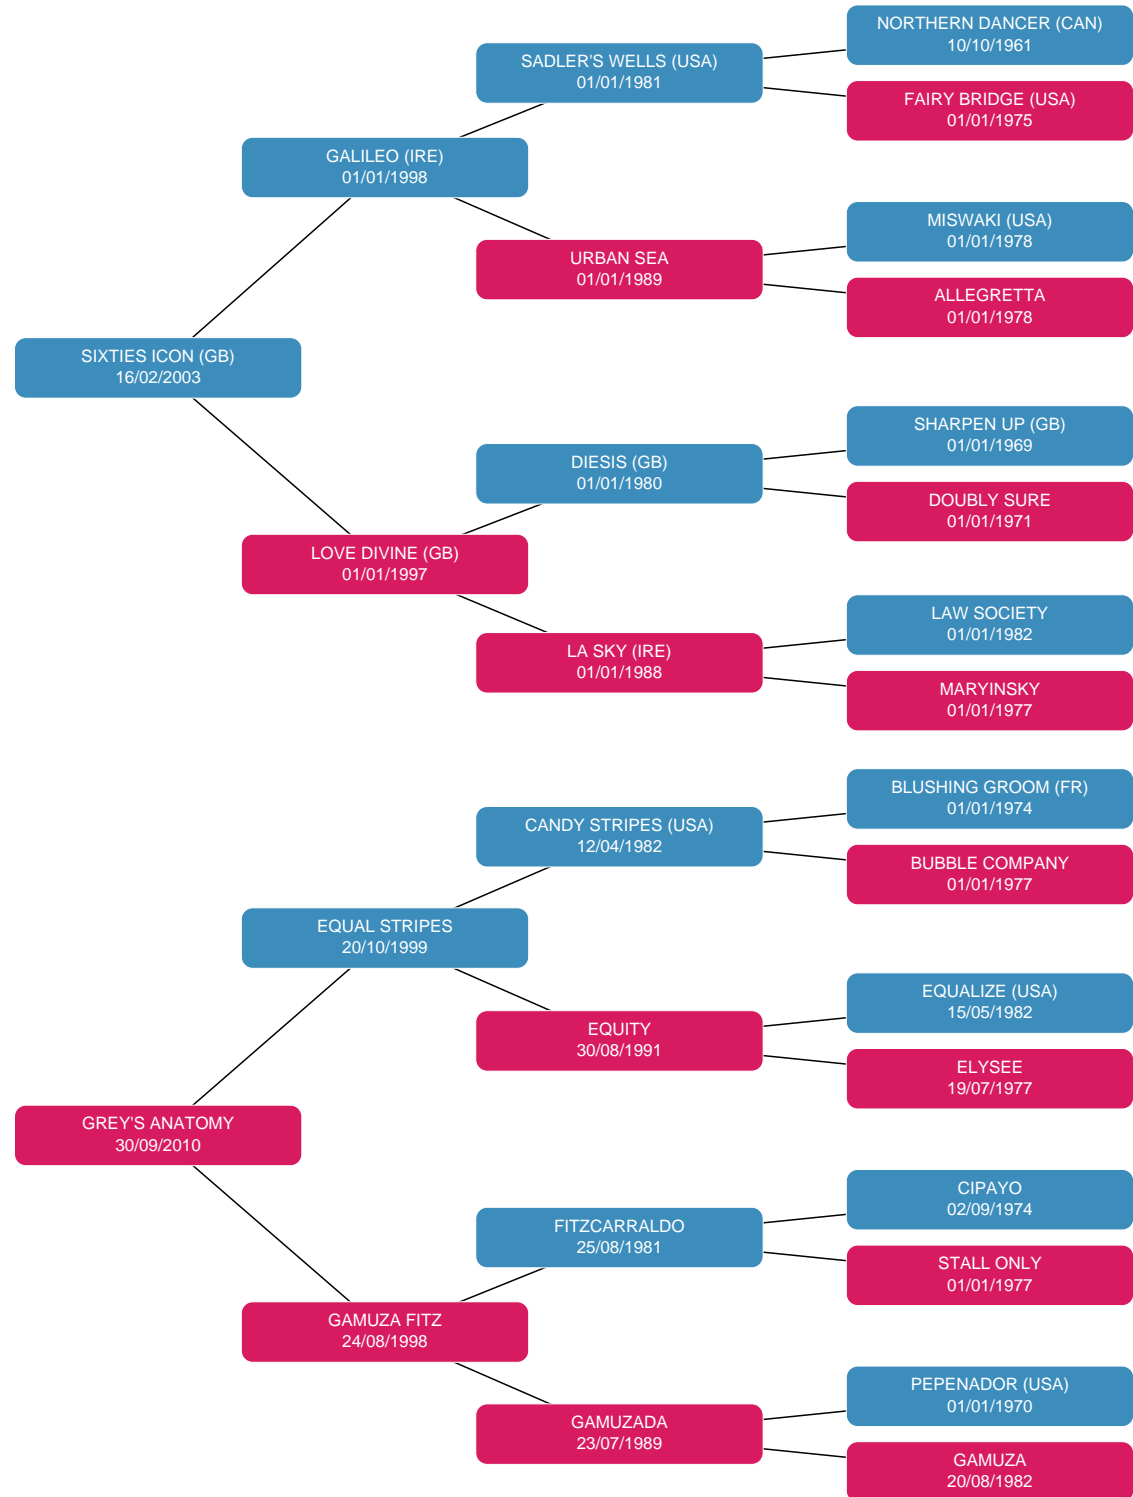 NORTHERN DANCER (CAN)
10/10/1961
SADLER'S WELLS (USA)
01/01/1981
FAIRY BRIDGE (USA)
01/01/1975
GALILEO (IRE)
01/01/1998
MISWAKI (USA)
01/01/1978
URBAN SEA
01/01/1989
ALLEGRETTA
01/01/1978
SIXTIES ICON (GB)
16/02/2003
SHARPEN UP (GB)
01/01/1969
DIESIS (GB)
01/01/1980
DOUBLY SURE
01/01/1971
LOVE DIVINE (GB)
01/01/1997
LAW SOCIETY
01/01/1982
LA SKY (IRE)
01/01/1988
MARYINSKY
01/01/1977
BLUSHING GROOM (FR)
01/01/1974
CANDY STRIPES (USA)
12/04/1982
BUBBLE COMPANY
01/01/1977
EQUAL STRIPES
20/10/1999
EQUALIZE (USA)
15/05/1982
EQUITY
30/08/1991
ELYSEE
19/07/1977
GREY'S ANATOMY
30/09/2010
CIPAYO
02/09/1974
FITZCARRALDO
25/08/1981
STALL ONLY
01/01/1977
GAMUZA FITZ
24/08/1998
PEPENADOR (USA)
01/01/1970
GAMUZADA
23/07/1989
GAMUZA
20/08/1982